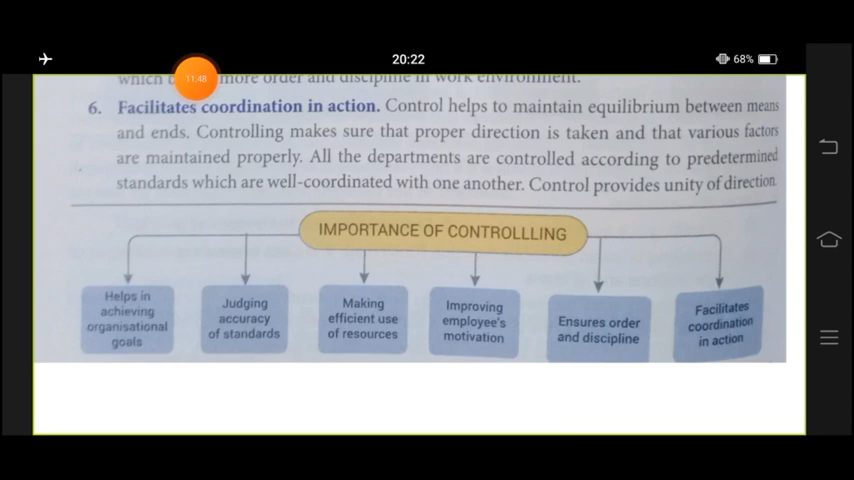 20:22
68%
11:48
which more order and discipline in work environment.
6. Facilitates coordination in action. Control helps to maintain equilibrium between means
and ends. Controlling makes sure that proper direction is taken and that various factors
are maintained properly. All the departments are controlled according to predetermined
standards which are well-coordinated with one another. Control provides unity of direction.
IMPORTANCE OF CONTROLLLING
Helps in
achieving
organisational
goals
Judging
accuracy
of standards
Making
efficient use
of resources
Improving
employee's
motivation
Ensures order
and discipline
Facilitates
coordination
in action